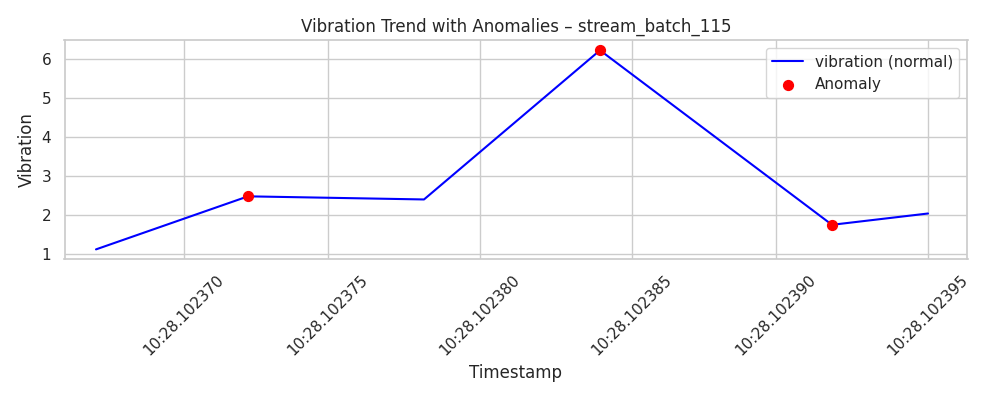 Vibration Trend with Anomalies – stream_batch_115
vibration (normal)
Anomaly
Vibration
6
5
4
3
2
1
10:28.102370
10:28.102375
10:28.102380
10:28.102385
10:28.102390
10:28.102395
Timestamp